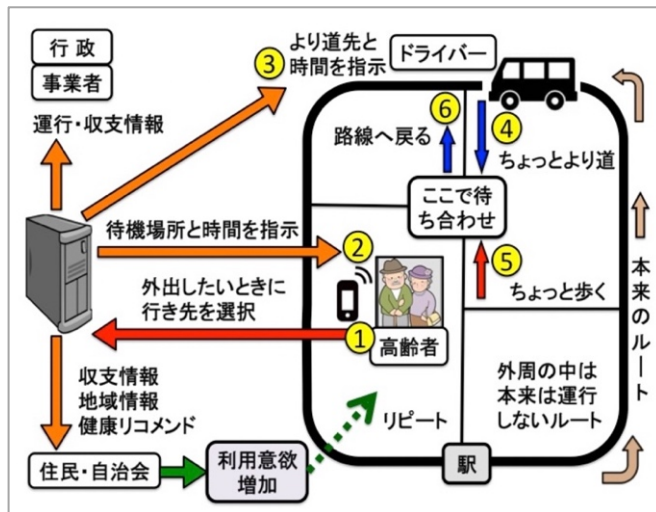 行 政
事業者
運行・収支情報
③
より道先と
時間を指示
ドライバー
⑥
路線へ戻る
④
ちょっとより道
ここで待
ち合わせ
待機場所と時間を指示
②
外出したいときに
行き先を選択
①
高齢者
⑤
ちょっと歩く
本来のルート
収支情報
地域情報
健康リコメンド
リピート
外周の中は
本来は運行
しないルート
住民・自治会
利用意欲
増加
駅